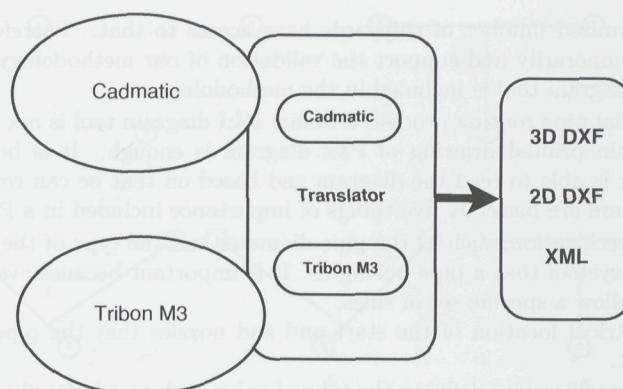 Cadmatic
Cadmatic
Translator
Tribon M3
Tribon M3
3D DXF
2D DXF
XML